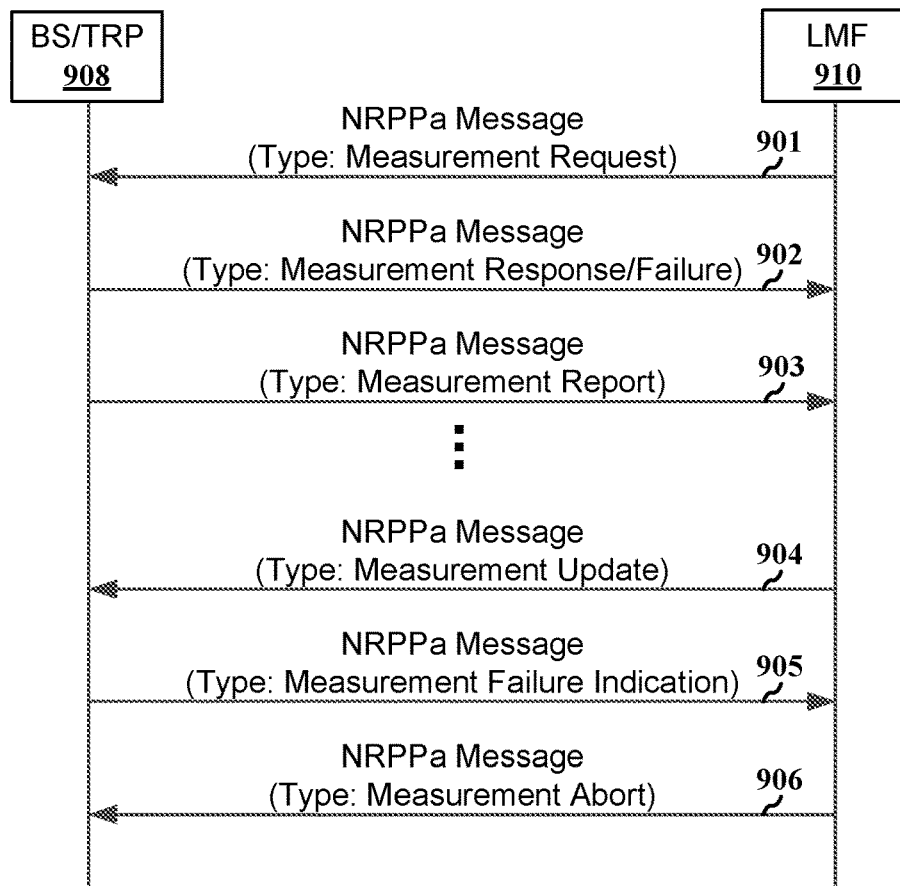 BS/TRP
908
LMF
910
NRPPa Message
(Type: Measurement Request)
901
NRPPa Message
(Type: Measurement Response/Failure)
902
NRPPa Message
(Type: Measurement Report)
903
NRPPa Message
(Type: Measurement Update)
904
NRPPa Message
(Type: Measurement Failure Indication)
905
NRPPa Message
(Type: Measurement Abort)
906